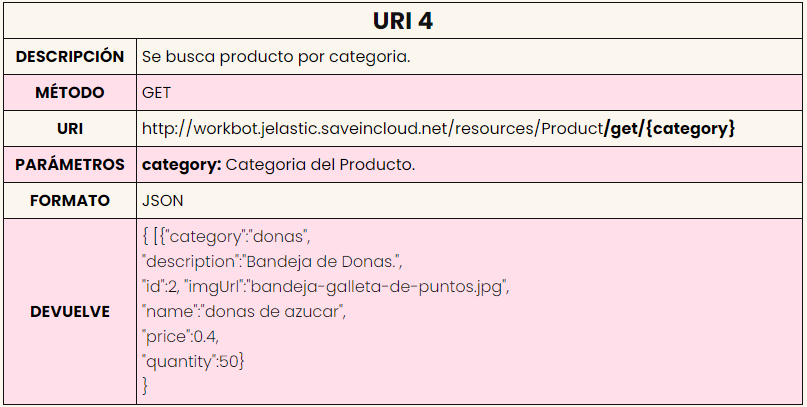 URI 4
DESCRIPCIÓN Se busca producto por categoria.
MÉTODO GET
URI http://workbot.jelastic.saveincloud.net/resources/Product/get/{category}
PARÁMETROS category: Categoria del Producto.
FORMATO JSON
DEVUELVE
{ [{"category":"donas",
"description":"Bandeja de Donas.",
"id":2, "imgUrl":"bandeja-galleta-de-puntos.jpg",
"name":"donas de azucar",
"price":0.4,
"quantity":50}
}